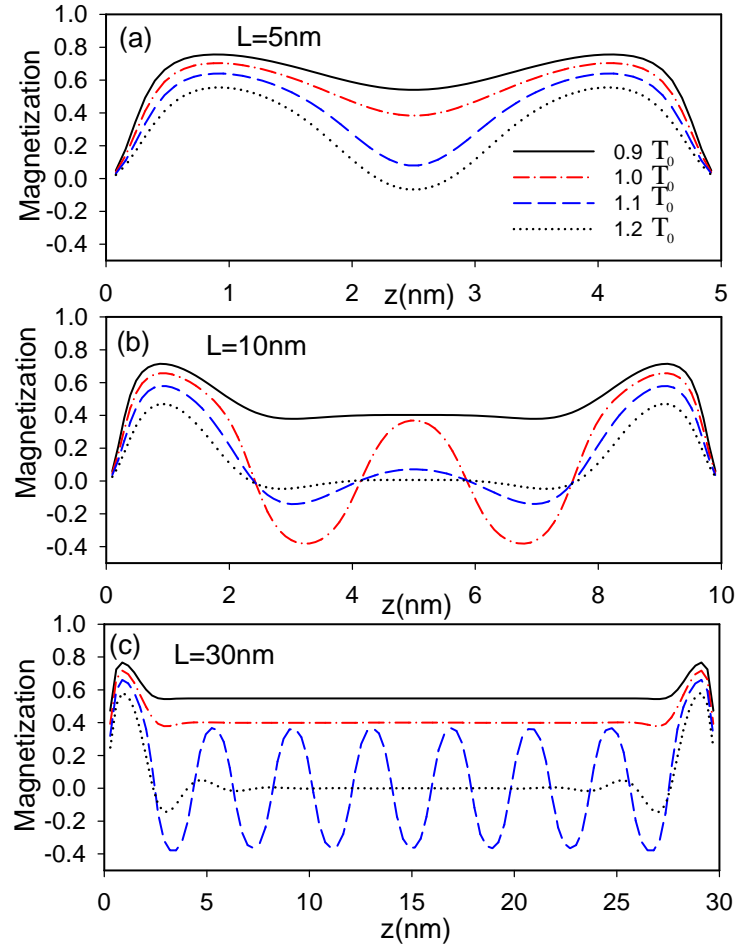 (a) L=5nm
1.0
0.8
0.6
0.4
0.2
0.0
-0.2
-0.4
Magnetization
0.9 T₀
1.0 T₀
1.1 T₀
1.2 T₀
0 1 2 3 4 5
z(nm)
(b) L=10nm
1.0
0.8
0.6
0.4
0.2
0.0
-0.2
-0.4
Magnetization
0 2 4 6 8 10
z(nm)
(c) L=30nm
1.0
0.8
0.6
0.4
0.2
0.0
-0.2
-0.4
Magnetization
0 5 10 15 20 25 30
z(nm)